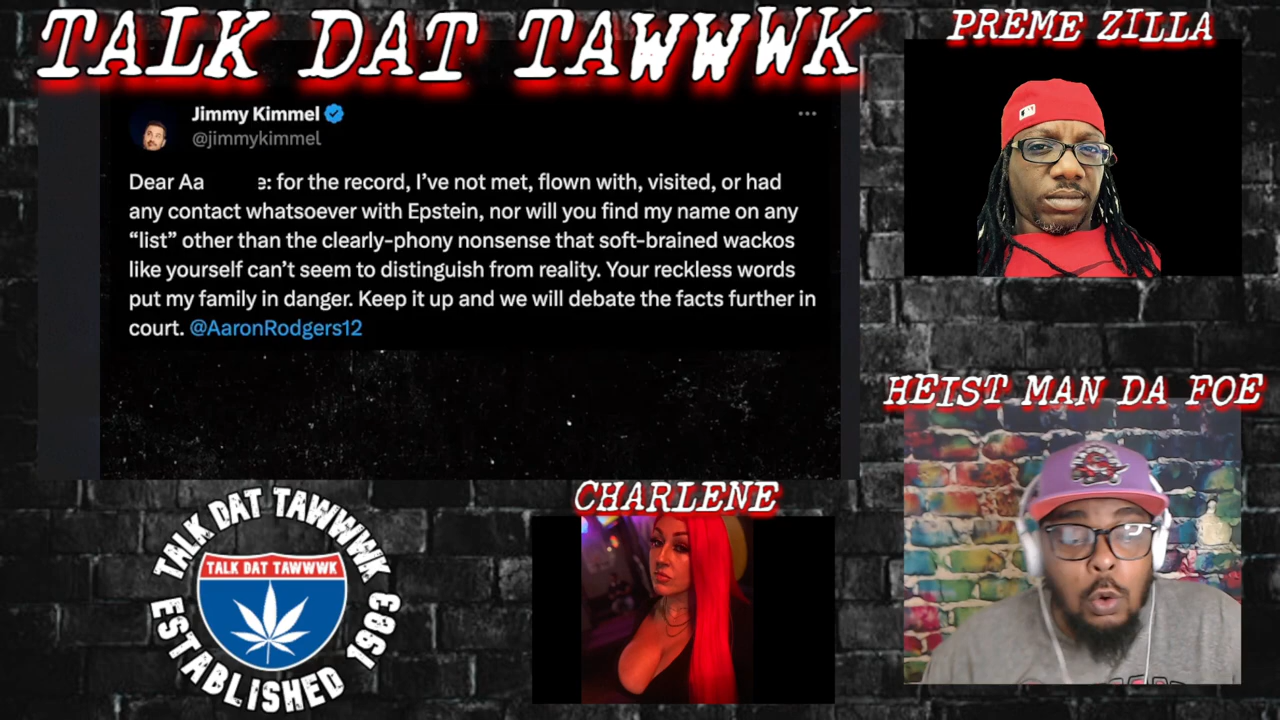 TALK DAT TAWWWK
PREME ZILLA
Jimmy Kimmel
@jimmykimmel
Dear Aa e: for the record, I've not met, flown with, visited, or had
any contact whatsoever with Epstein, nor will you find my name on any
“list” other than the clearly-phony nonsense that soft-brained wackos
like yourself can't seem to distinguish from reality. Your reckless words
put my family in danger. Keep it up and we will debate the facts further in
court. @AaronRodgers12
HEIST MAN DA FOE
CHARLENE
TALK DAT TAWWWK
TALK DAT TAWWWK
ESTABLISHED 1903